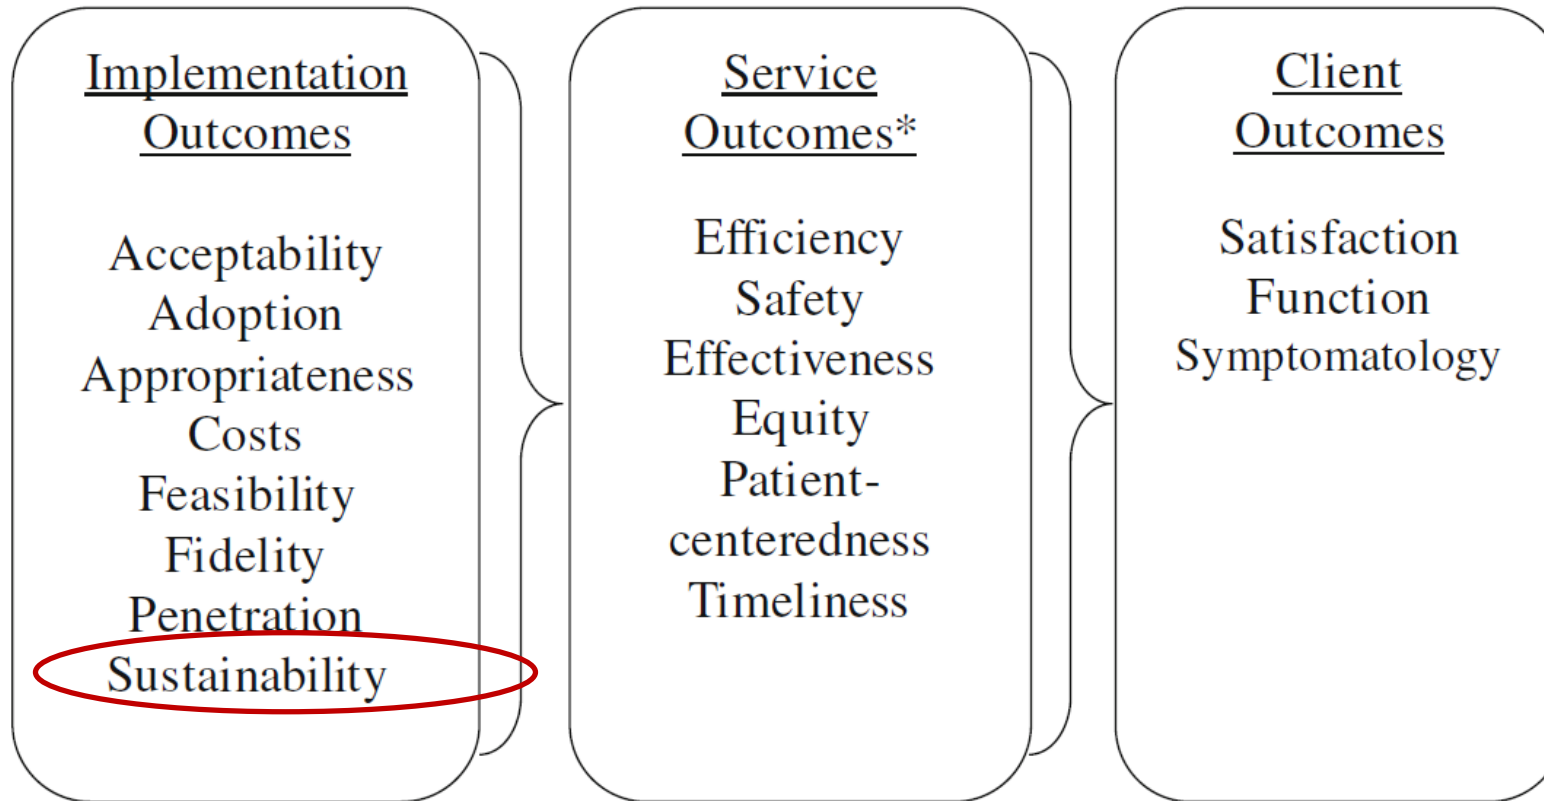 Implementation
Outcomes
Acceptability
Adoption
Appropriateness
Costs
Feasibility
Fidelity
Penetration
Sustainability
Service
Outcomes*
Efficiency
Safety
Effectiveness
Equity
Patient-
centeredness
Timeliness
Client
Outcomes
Satisfaction
Function
Symptomatology